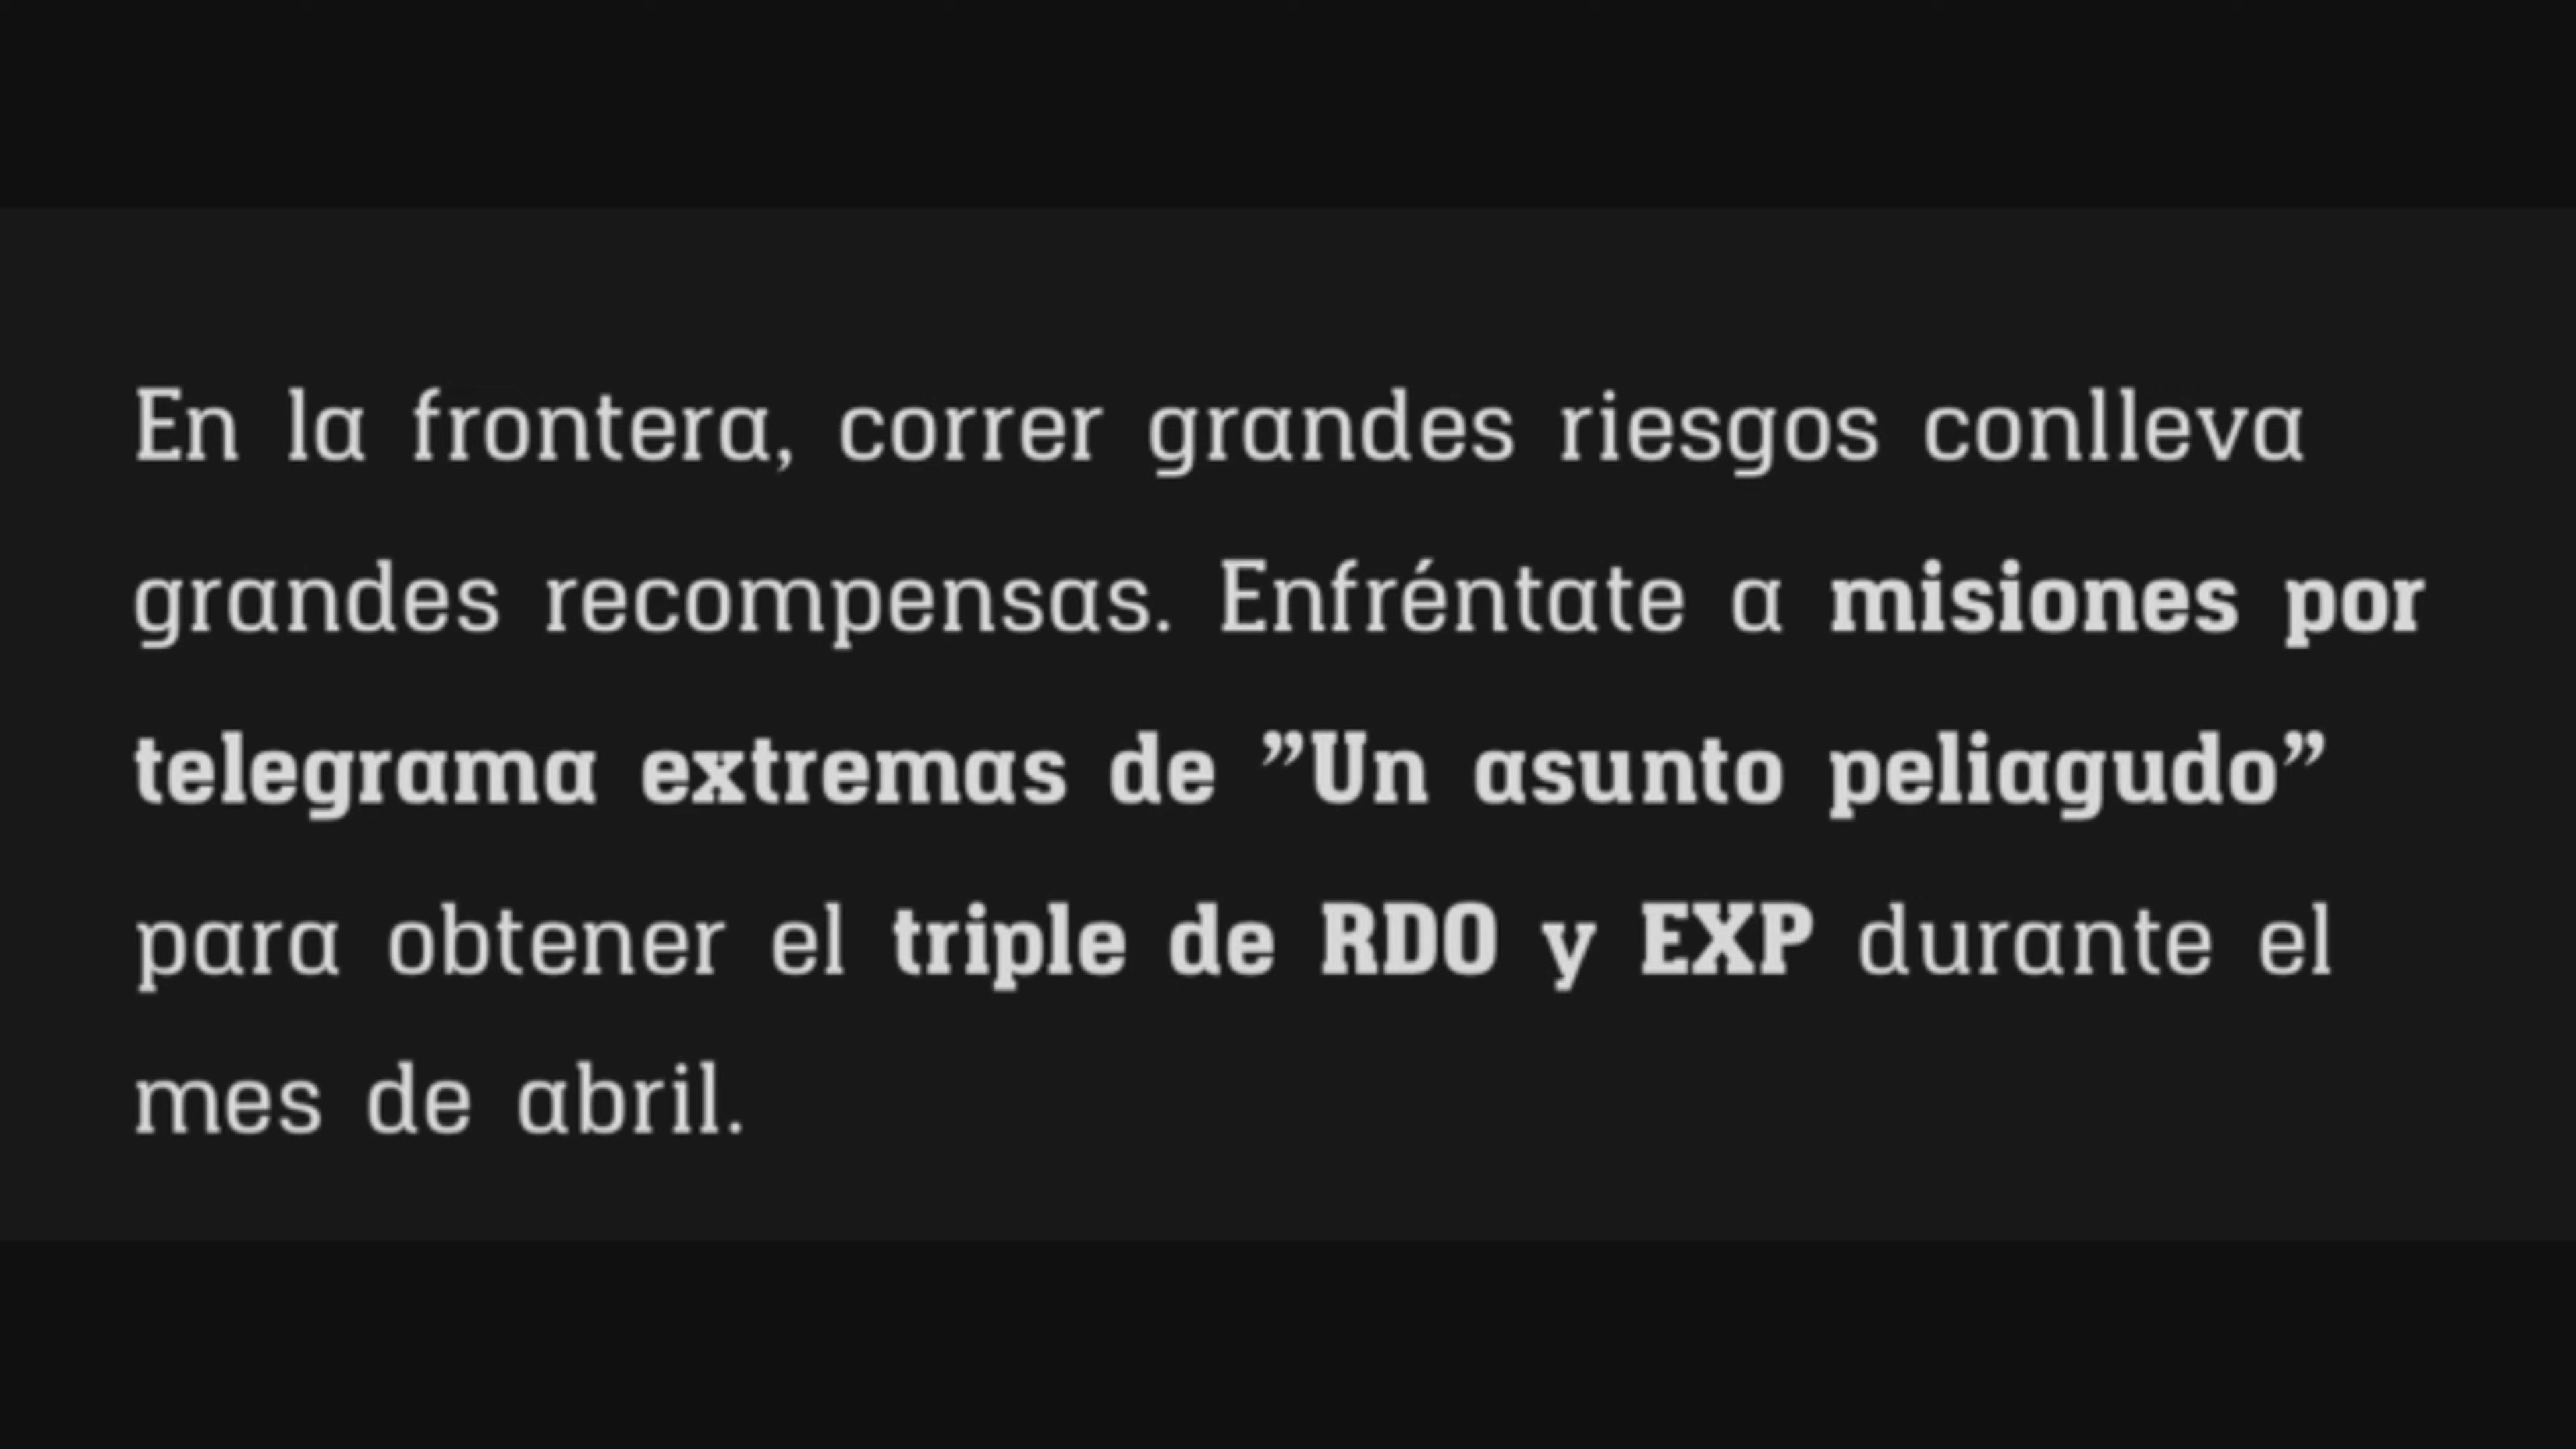 En la frontera, correr grandes riesgos conlleva
grandes recompensas. Enfréntate a misiones por
telegrama extremas de ”Un asunto peliagudo”
para obtener el triple de RDO y EXP durante el
mes de abril.